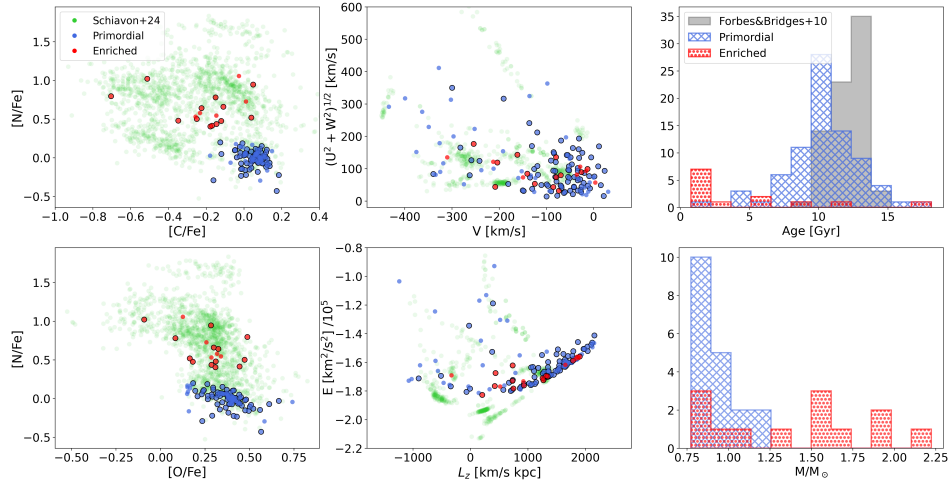 Schiavon+24
Primordial
Enriched
[N/Fe]
1.5
1.0
0.5
0.0
−0.5
−1.0 −0.8 −0.6 −0.4 −0.2 0.0 0.2 0.4
[C/Fe]
(U² + W²)^1/2 [km/s]
600
500
400
300
200
100
0
−400 −300 −200 −100 0
V [km/s]
Forbes&Bridges+10
Primordial
Enriched
35
30
25
20
15
10
5
0
0 5 10 15
Age [Gyr]
[N/Fe]
1.5
1.0
0.5
0.0
−0.5
−0.50 −0.25 0.00 0.25 0.50 0.75
[O/Fe]
E [km²/s²] /10⁵
−0.8
−1.0
−1.2
−1.4
−1.6
−1.8
−2.0
−2.2
−1000 0 1000 2000
L_z [km/s kpc]
10
8
6
4
2
0
0.75 1.00 1.25 1.50 1.75 2.00 2.25
M/M⊙